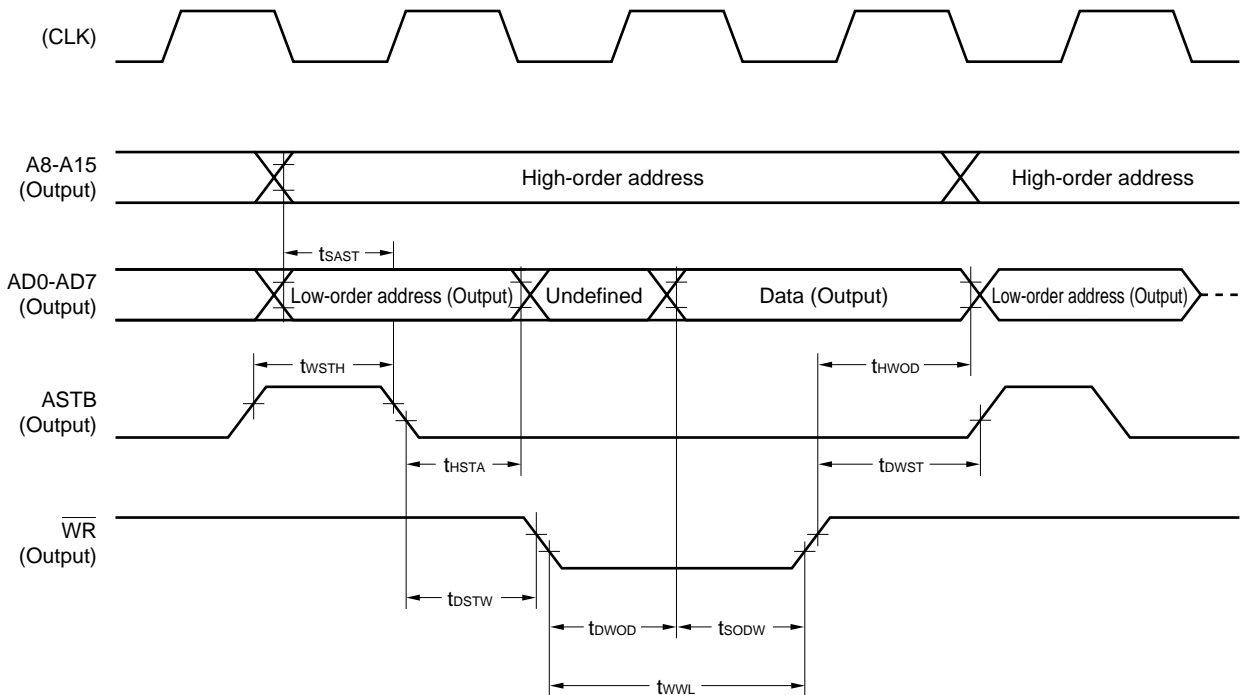 (CLK)
A8-A15
(Output)
High-order address
High-order address
tSAST
AD0-AD7
(Output)
Low-order address (Output)
Undefined
Data (Output)
Low-order address (Output)
tWSTH
tHWOD
ASTB
(Output)
tHSTA
tDWST
WR
(Output)
tDSTW
tDWOD
tSODW
tWWL